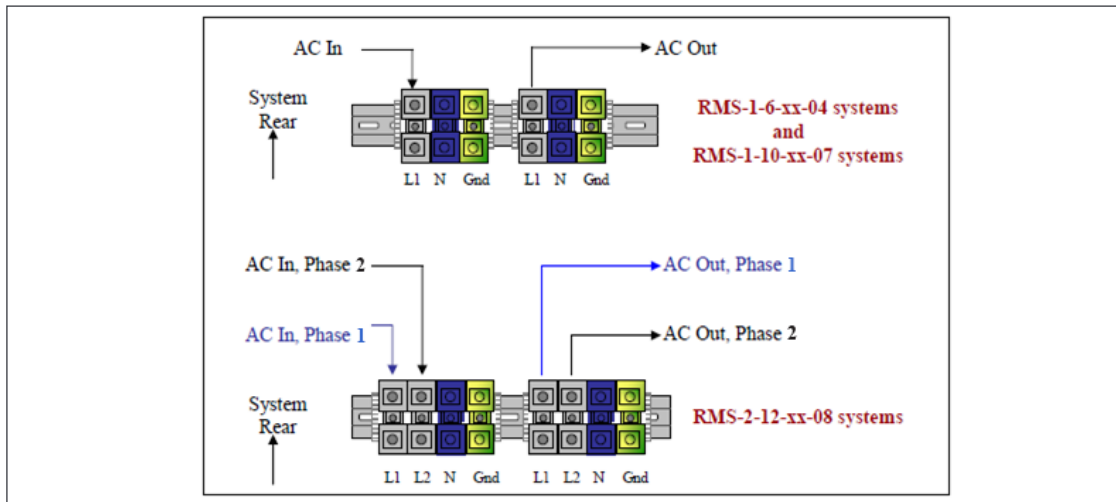 AC In
AC Out
System
Rear
RMS-1-6-xx-04 systems
and
RMS-1-10-xx-07 systems
L1 N Gnd L1 N Gnd
AC In, Phase 2
AC Out, Phase 1
AC In, Phase 1
AC Out, Phase 2
System
Rear
RMS-2-12-xx-08 systems
L1 L2 N Gnd L1 L2 N Gnd